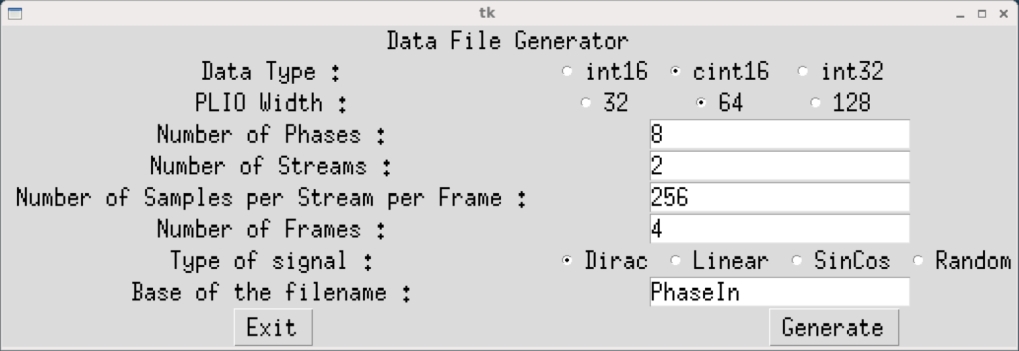 tk
Data File Generator
Data Type : int16 cint16 int32
PLIO Width : 32 64 128
Number of Phases : 8
Number of Streams : 2
Number of Samples per Stream per Frame : 256
Number of Frames : 4
Type of signal : Dirac Linear SinCos Random
Base of the filename : PhaseIn
Exit Generate